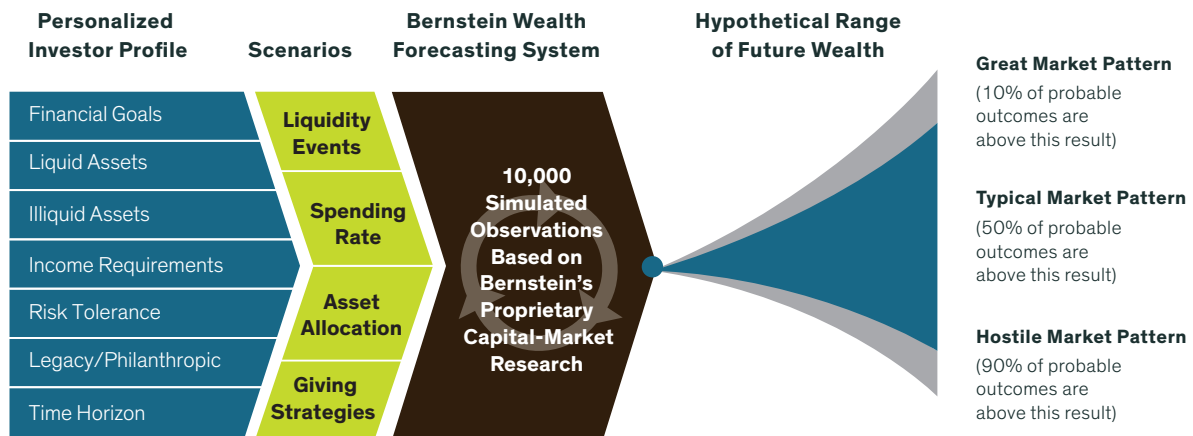 Personalized
Investor Profile
Scenarios
Bernstein Wealth
Forecasting System
Hypothetical Range
of Future Wealth
Financial Goals
Liquid Assets
Illiquid Assets
Income Requirements
Risk Tolerance
Legacy/Philanthropic
Time Horizon
Liquidity
Events
Spending
Rate
Asset
Allocation
Giving
Strategies
10,000
Simulated
Observations
Based on
Bernstein’s
Proprietary
Capital-Market
Research
Great Market Pattern
(10% of probable
outcomes are
above this result)
Typical Market Pattern
(50% of probable
outcomes are
above this result)
Hostile Market Pattern
(90% of probable
outcomes are
above this result)